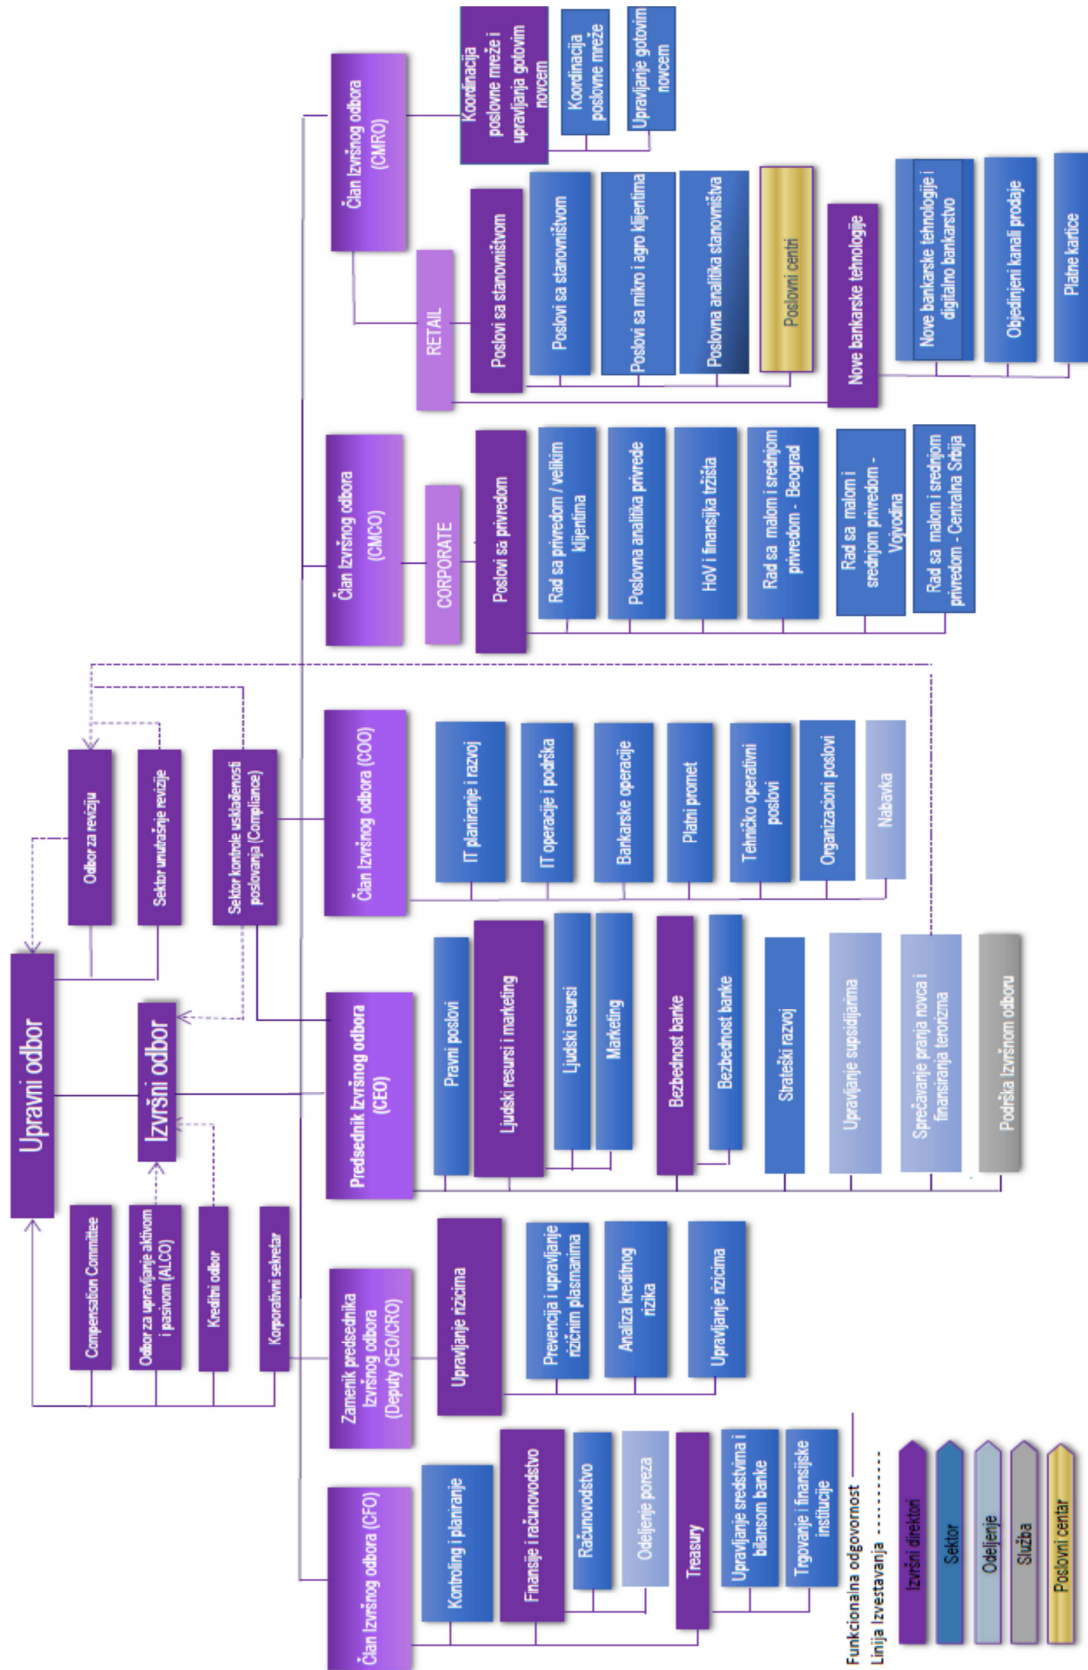 Upravni odbor
Odbor za reviziju
Sektor unutrašnje revizije
Sektor kontrole usklađenosti
poslovanja (Compliance)
Izvršni odbor
Compensation Committee
Odbor za upravljanje aktivom
i pasivom (ALCO)
Kreditni odbor
Korporativni sekretar
Član Izvršnog odbora (CFO)
Kontroling i planiranje
Finansije i računovodstvo
Računovodstvo
Odeljenje poreza
Treasury
Upravljanje sredstvima i
bilansom banke
Trgovanje i finansijske
institucije
Zamenik predsednika
Izvršnog odbora
(Deputy CEO/CRO)
Upravljanje rizicima
Prevencija i upravljanje
rizičnim plasmanima
Analiza kreditnog
rizika
Upravljanje rizicima
Predsednik Izvršnog odbora
(CEO)
Pravni poslovi
Ljudski resursi i marketing
Ljudski resursi
Marketing
Bezbednost banke
Bezbednost banke
Strateški razvoj
Upravljanje supsidijarima
Sprečavanje pranja novca i
finansiranja terorizma
Podrška Izvršnom odboru
Član Izvršnog odbora (COO)
IT planiranje i razvoj
IT operacije i podrška
Bankarske operacije
Platni promet
Tehničko operativni
poslovi
Organizacioni poslovi
Nabavka
Član Izvršnog odbora
(CMCO)
CORPORATE
Poslovi sa privredom
Rad sa privredom / velikim
klijentima
Poslovna analitika privrede
HoV i finansijka tržišta
Rad sa malom i srednjom
privredom - Beograd
Rad sa malom i
srednjom privredom -
Vojvodina
Rad sa malom i srednjom
privredom - Centralna Srbija
Član Izvršnog odbora
(CMRO)
RETAIL
Poslovi sa stanovništvom
Poslovi sa stanovništvom
Poslovi sa mikro i agro klijentima
Poslovna analitika stanovništva
Poslovni centri
Nove bankarske tehnologije
Nove bankarske tehnologije i
digitalno bankarstvo
Objedinjeni kanali prodaje
Platne kartice
Koordinacija
poslovne mreže i
upravljanja gotovim
novcem
Koordinacija
poslovne mreže
Upravljanje gotovim
novcem
Funkcionalna odgovornost
Linija Izvestavanja
Izvršni direktori
Sektor
Odeljenje
Služba
Poslovni centar